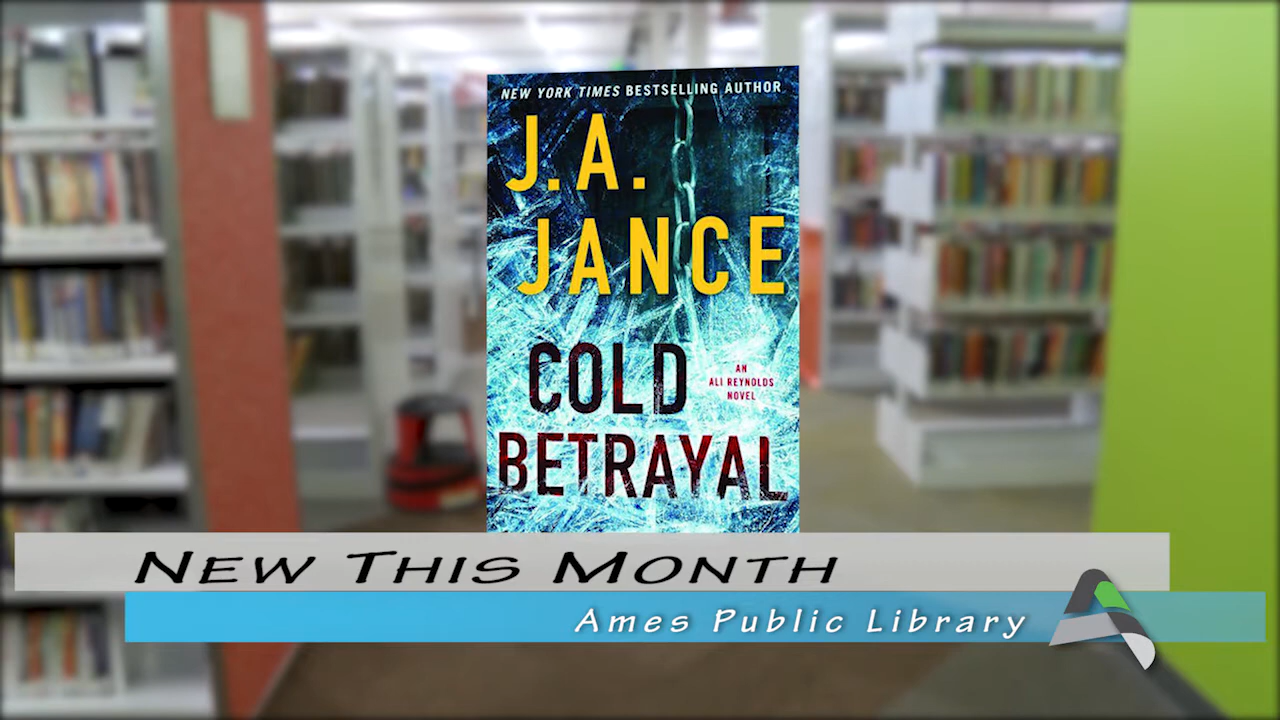 NEW YORK TIMES BESTSELLING AUTHOR
J.A.
JANCE
COLD
BETRAYAL
AN
ALI REYNOLDS
NOVEL
NEW THIS MONTH
Ames Public Library